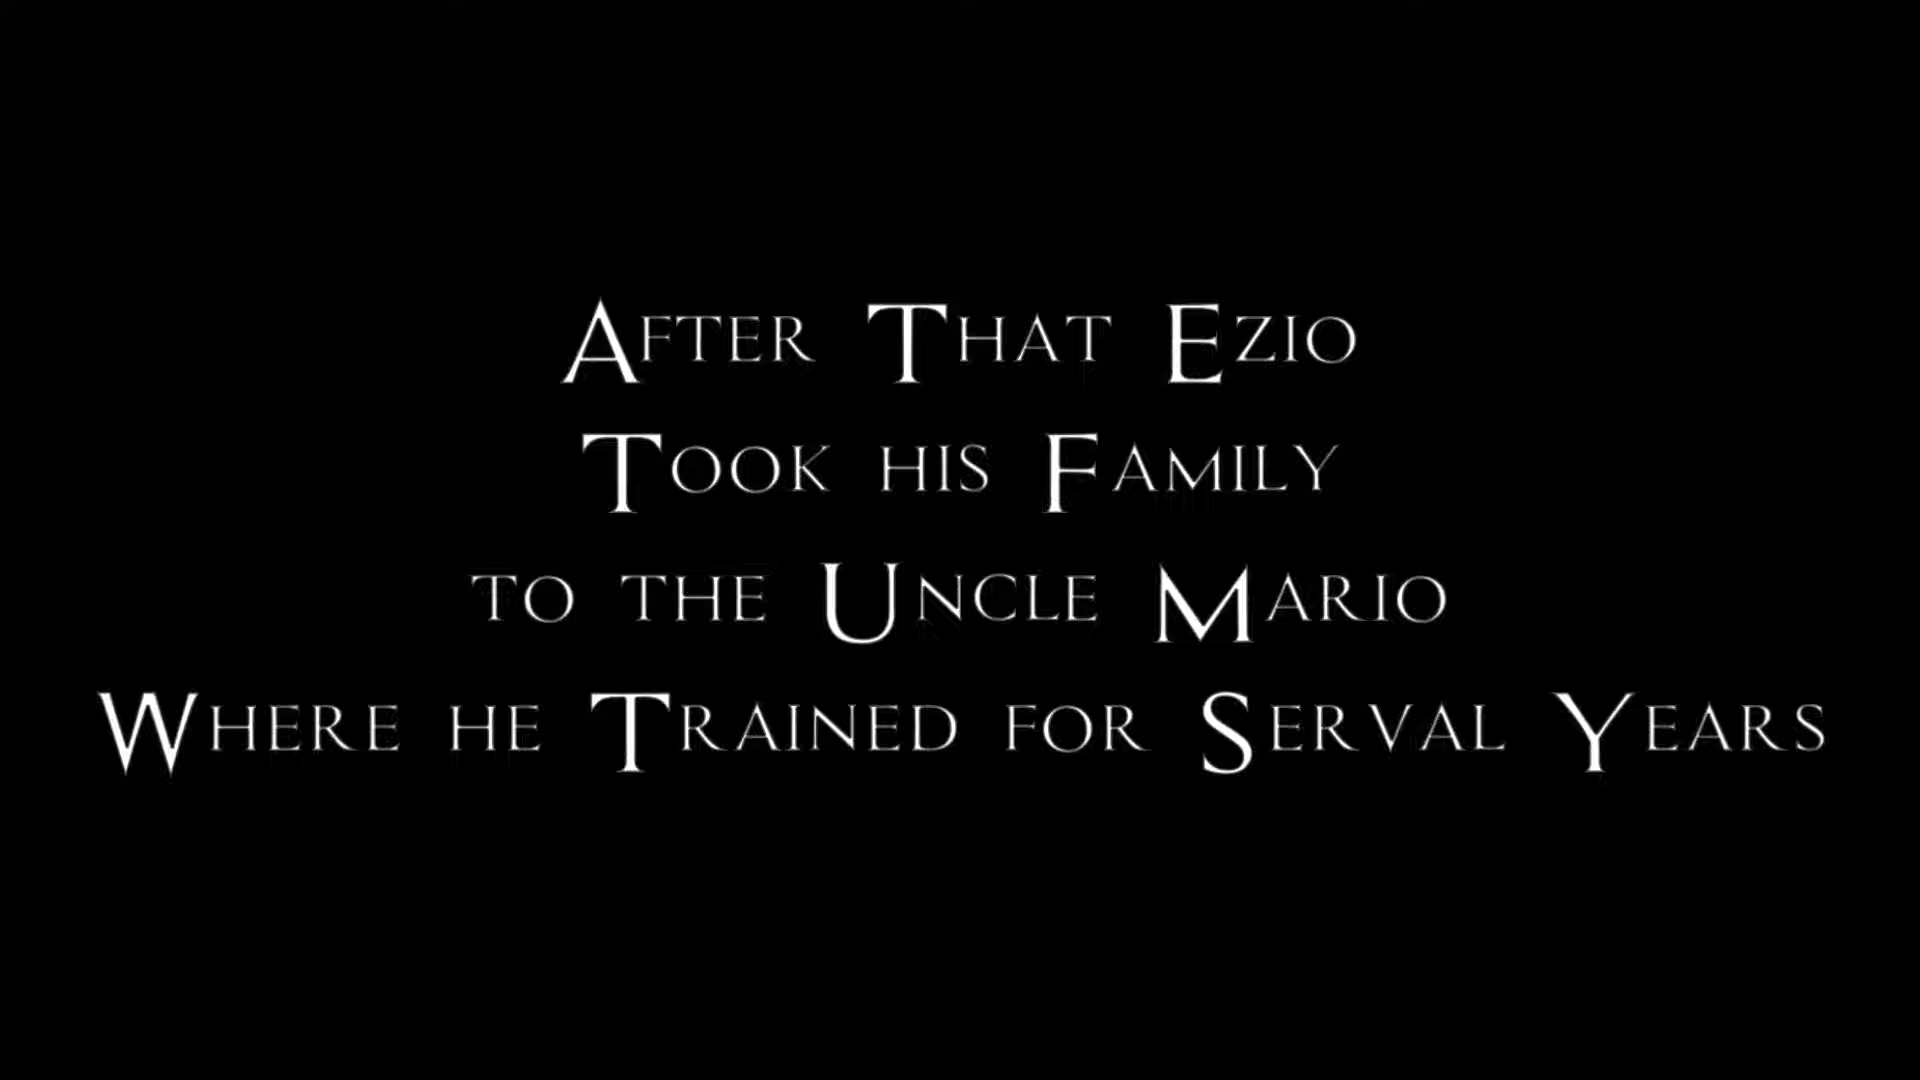 After That Ezio
Took his Family
to the Uncle Mario
Where he Trained for Serval Years